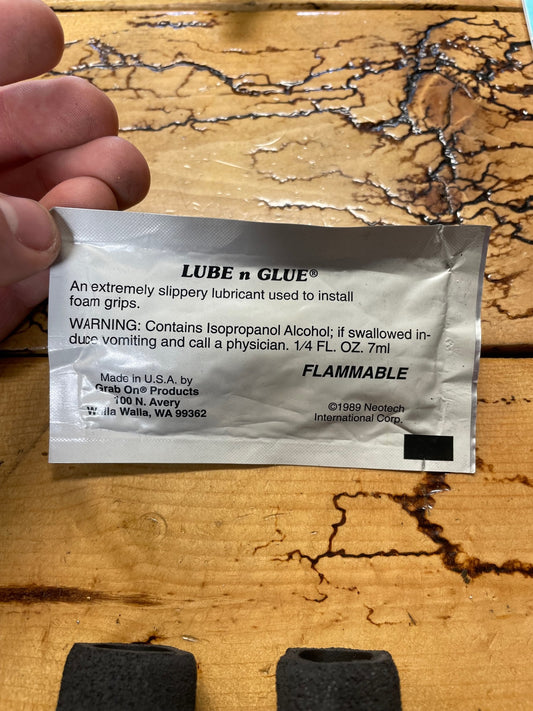 LUBE n GLUE®
An extremely slippery lubricant used to install
foam grips.
WARNING: Contains Isopropanol Alcohol; if swallowed in-
duce vomiting and call a physician. 1/4 FL. OZ. 7ml
FLAMMABLE
Made in U.S.A. by
Grab On® Products
100 N. Avery
Walla Walla, WA 99362
©1989 Neotech
International Corp.